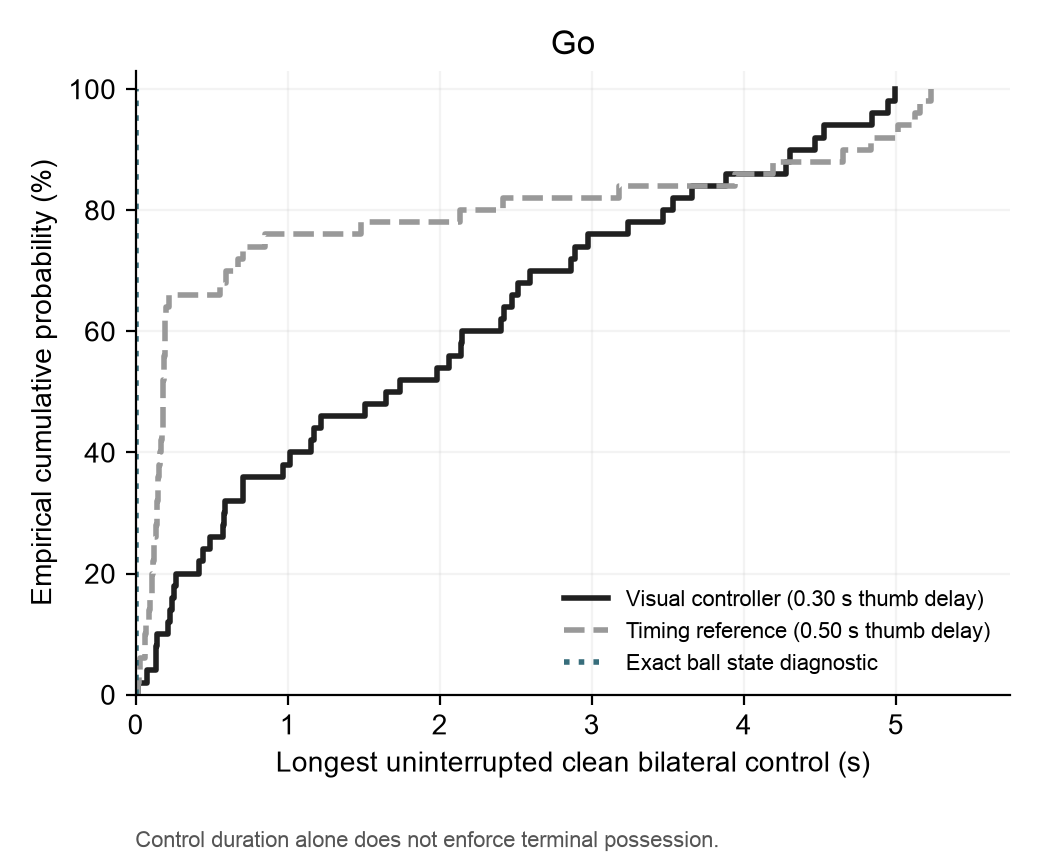 Go
100
80
60
40
20
0
Empirical cumulative probability (%)
Visual controller (0.30 s thumb delay)
Timing reference (0.50 s thumb delay)
Exact ball state diagnostic
0 1 2 3 4 5
Longest uninterrupted clean bilateral control (s)
Control duration alone does not enforce terminal possession.